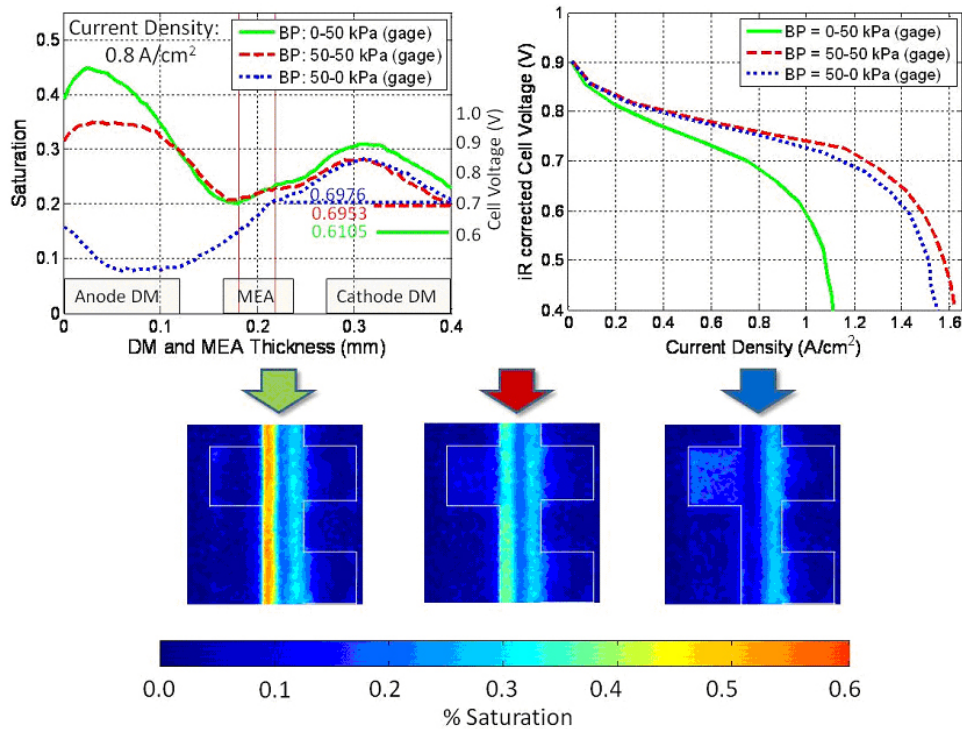 Current Density:
0.8 A/cm²
BP: 0-50 kPa (gage)
BP: 50-50 kPa (gage)
BP: 50-0 kPa (gage)
0.5
0.4
0.3
0.2
0.1
0
Saturation
1.0
0.9
0.8
0.7
0.6
Cell Voltage (V)
0.6976
0.6953
0.6105
Anode DM
MEA
Cathode DM
0 0.1 0.2 0.3 0.4
DM and MEA Thickness (mm)
BP = 0-50 kPa (gage)
BP = 50-50 kPa (gage)
BP = 50-0 kPa (gage)
1
0.9
0.8
0.7
0.6
0.5
0.4
iR corrected Cell Voltage (V)
0 0.2 0.4 0.6 0.8 1 1.2 1.4 1.6
Current Density (A/cm²)
0.0 0.1 0.2 0.3 0.4 0.5 0.6
% Saturation